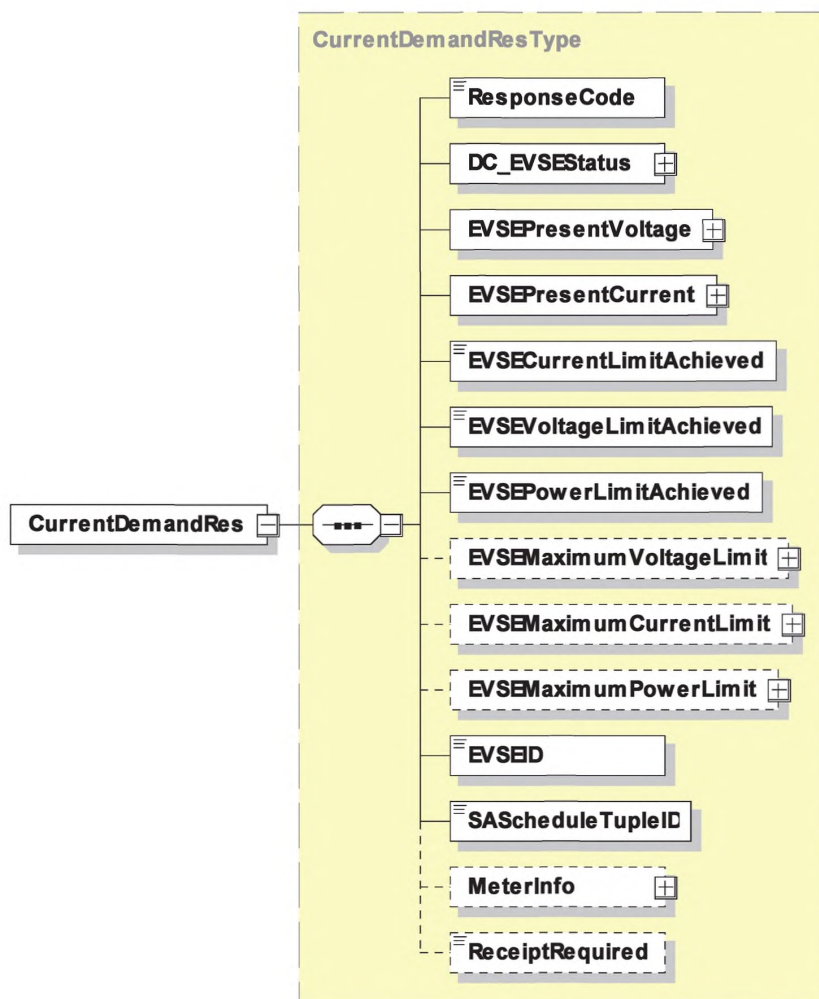 CurrentDemandResType
ResponseCode
DC_EVSEStatus
EVSEPresentVoltage
EVSEPresentCurrent
EVSECurrentLimitAchieved
EVSEVoltageLimitAchieved
EVSEPowerLimitAchieved
CurrentDemandRes
EVSEMaximumVoltageLimit
EVSEMaximumCurrentLimit
EVSEMaximumPowerLimit
EVSEID
SAScheduleTupleID
MeterInfo
ReceiptRequired